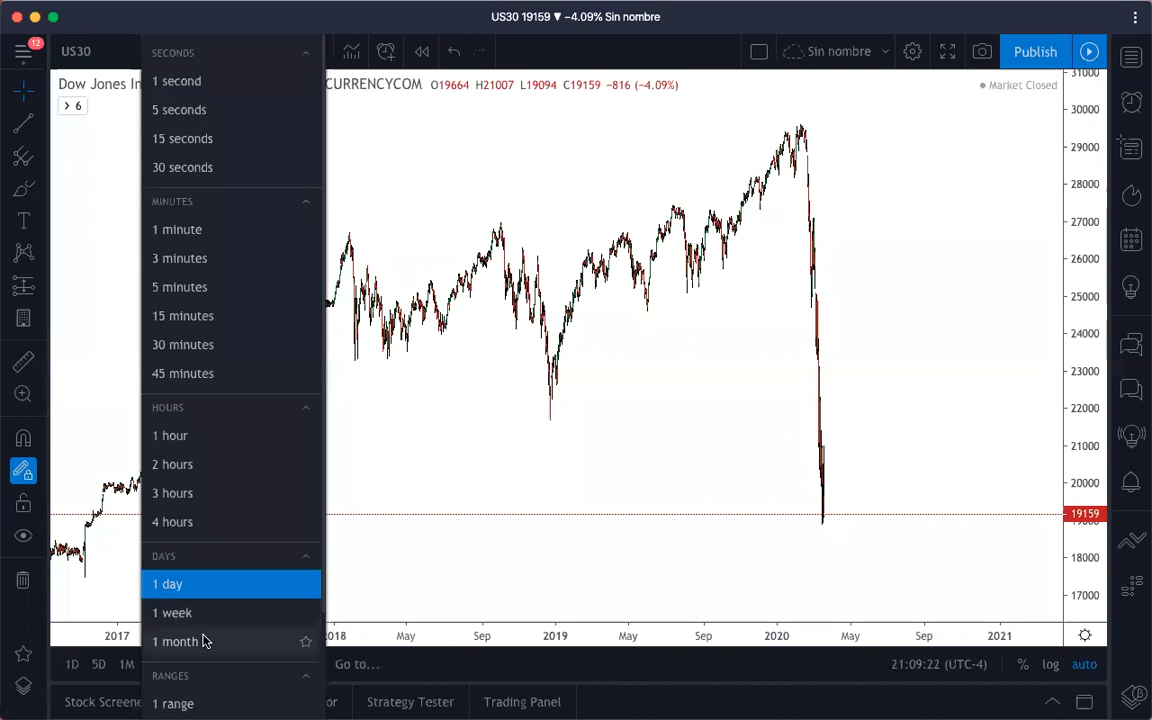 US30 19159 ▼ −4.09% Sin nombre
12
US30
Sin nombre
Publish
Dow Jones In
CURRENCYCOM O19664 H21007 L19094 C19159 −816 (−4.09%)
Market Closed
> 6
SECONDS
1 second
5 seconds
15 seconds
30 seconds
MINUTES
1 minute
3 minutes
5 minutes
15 minutes
30 minutes
45 minutes
HOURS
1 hour
2 hours
3 hours
4 hours
DAYS
1 day
1 week
1 month
RANGES
1 range
31000
30000
29000
28000
27000
26000
25000
24000
23000
22000
21000
20000
19159
18000
17000
2017
2018
May
Sep
2019
May
Sep
2020
May
Sep
2021
1D 5D 1M
Go to...
21:09:22 (UTC-4)
% log auto
Stock Screene
or
Strategy Tester
Trading Panel